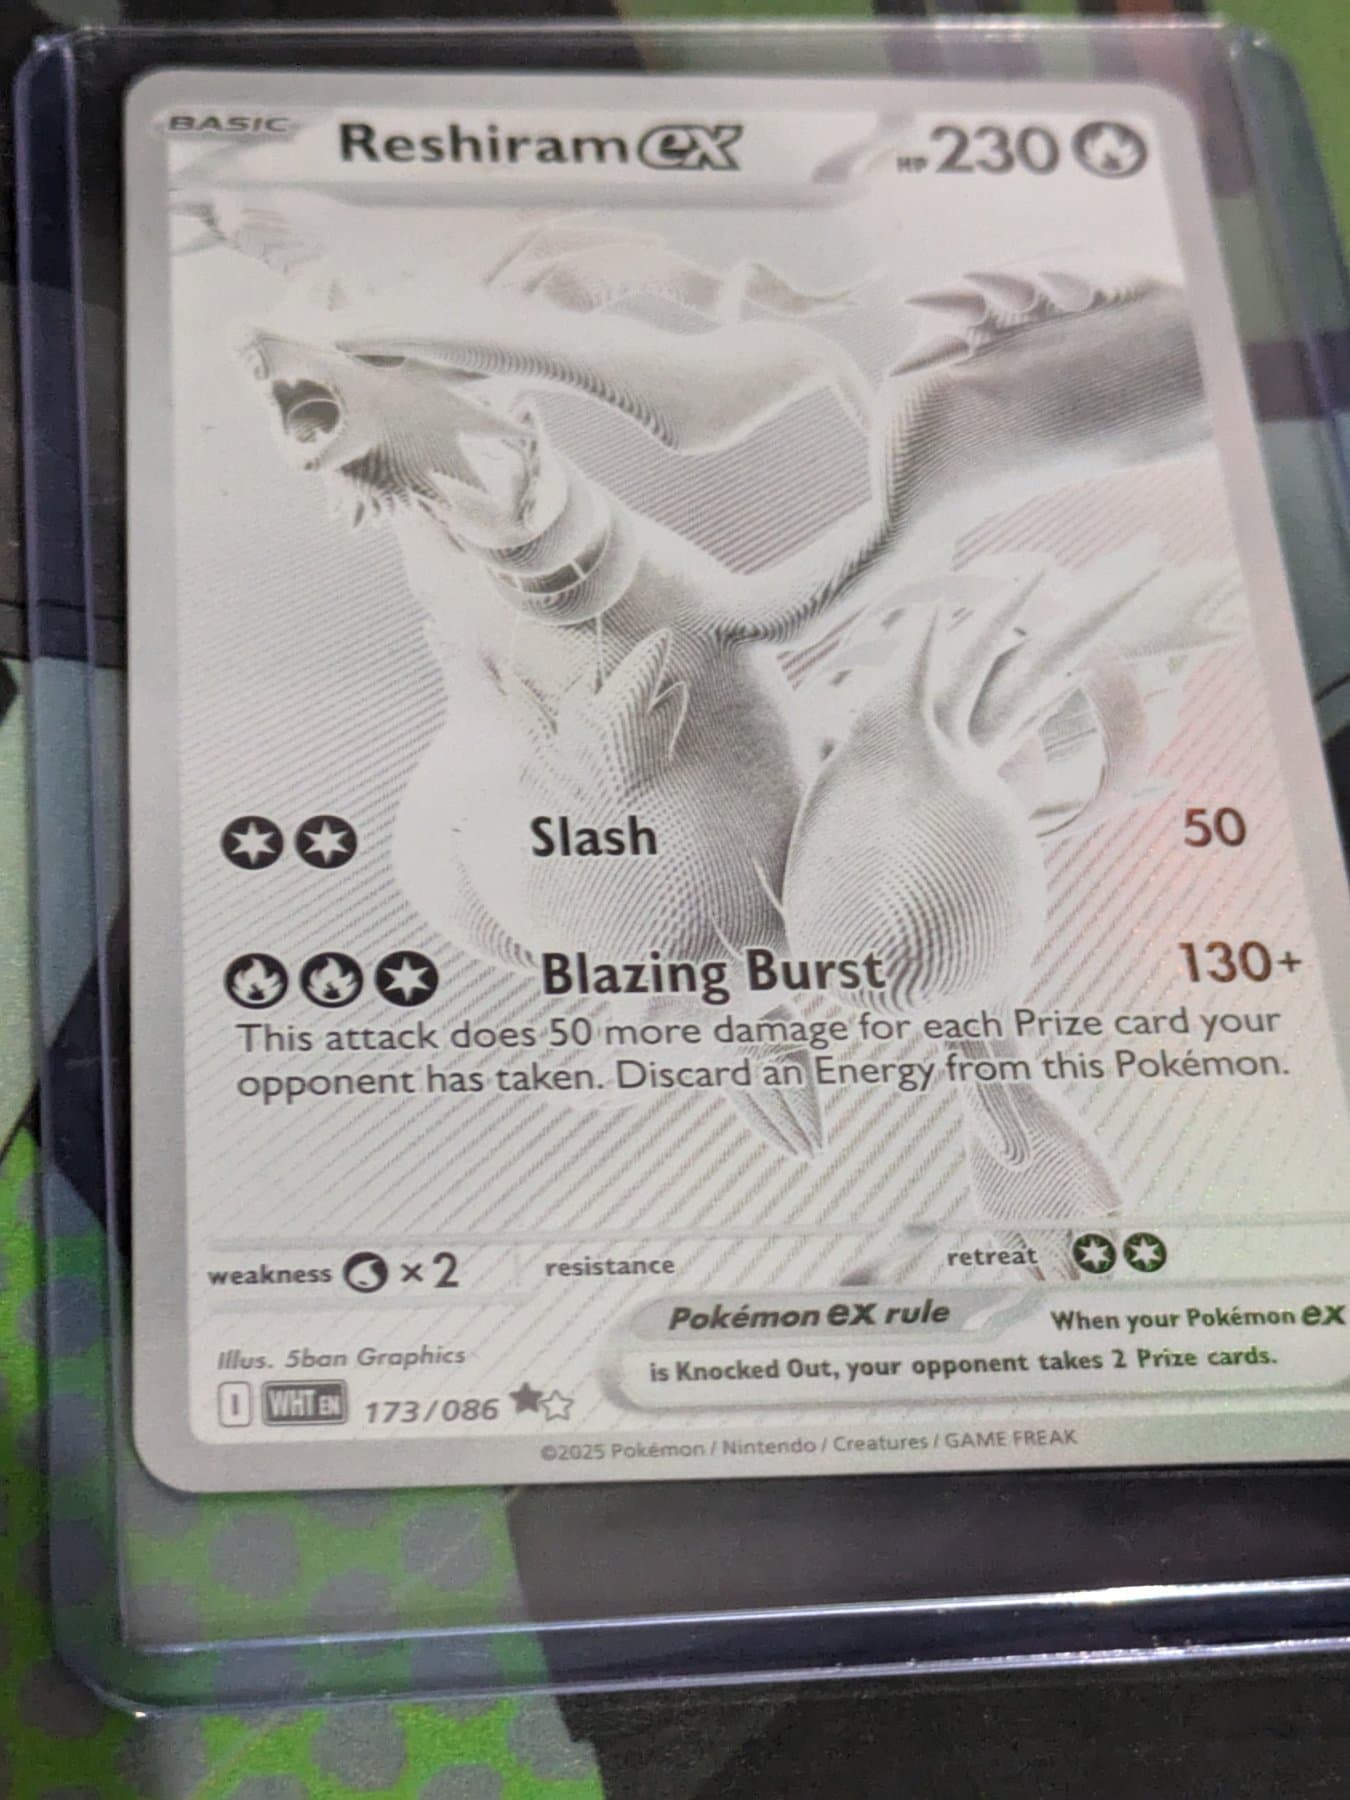 BASIC Reshiram ex HP 230
Slash 50
Blazing Burst 130+
This attack does 50 more damage for each Prize card your
opponent has taken. Discard an Energy from this Pokémon.
weakness ×2 resistance retreat
Pokémon ex rule When your Pokémon ex
is Knocked Out, your opponent takes 2 Prize cards.
Illus. 5ban Graphics
I WHT EN 173/086
©2025 Pokémon / Nintendo / Creatures / GAME FREAK